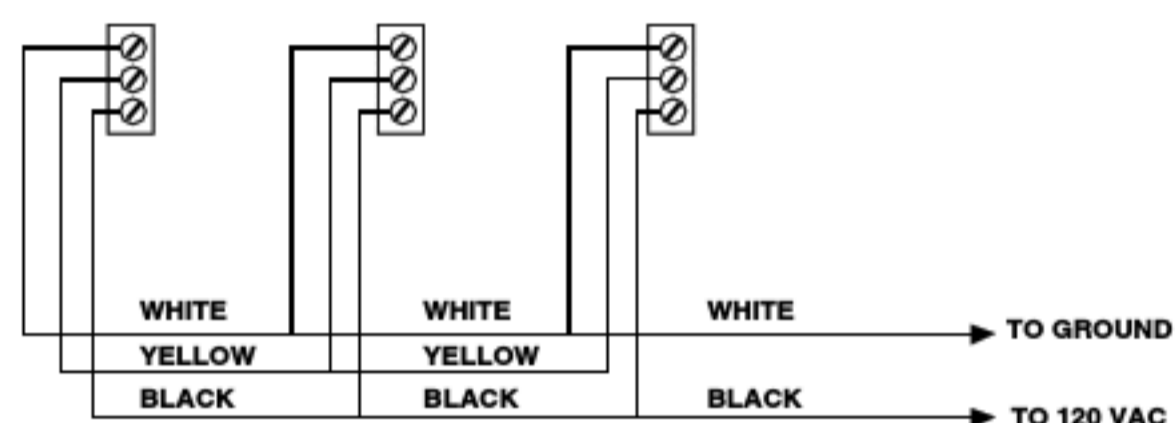 WHITE WHITE WHITE
TO GROUND
YELLOW YELLOW
BLACK BLACK BLACK
TO 120 VAC